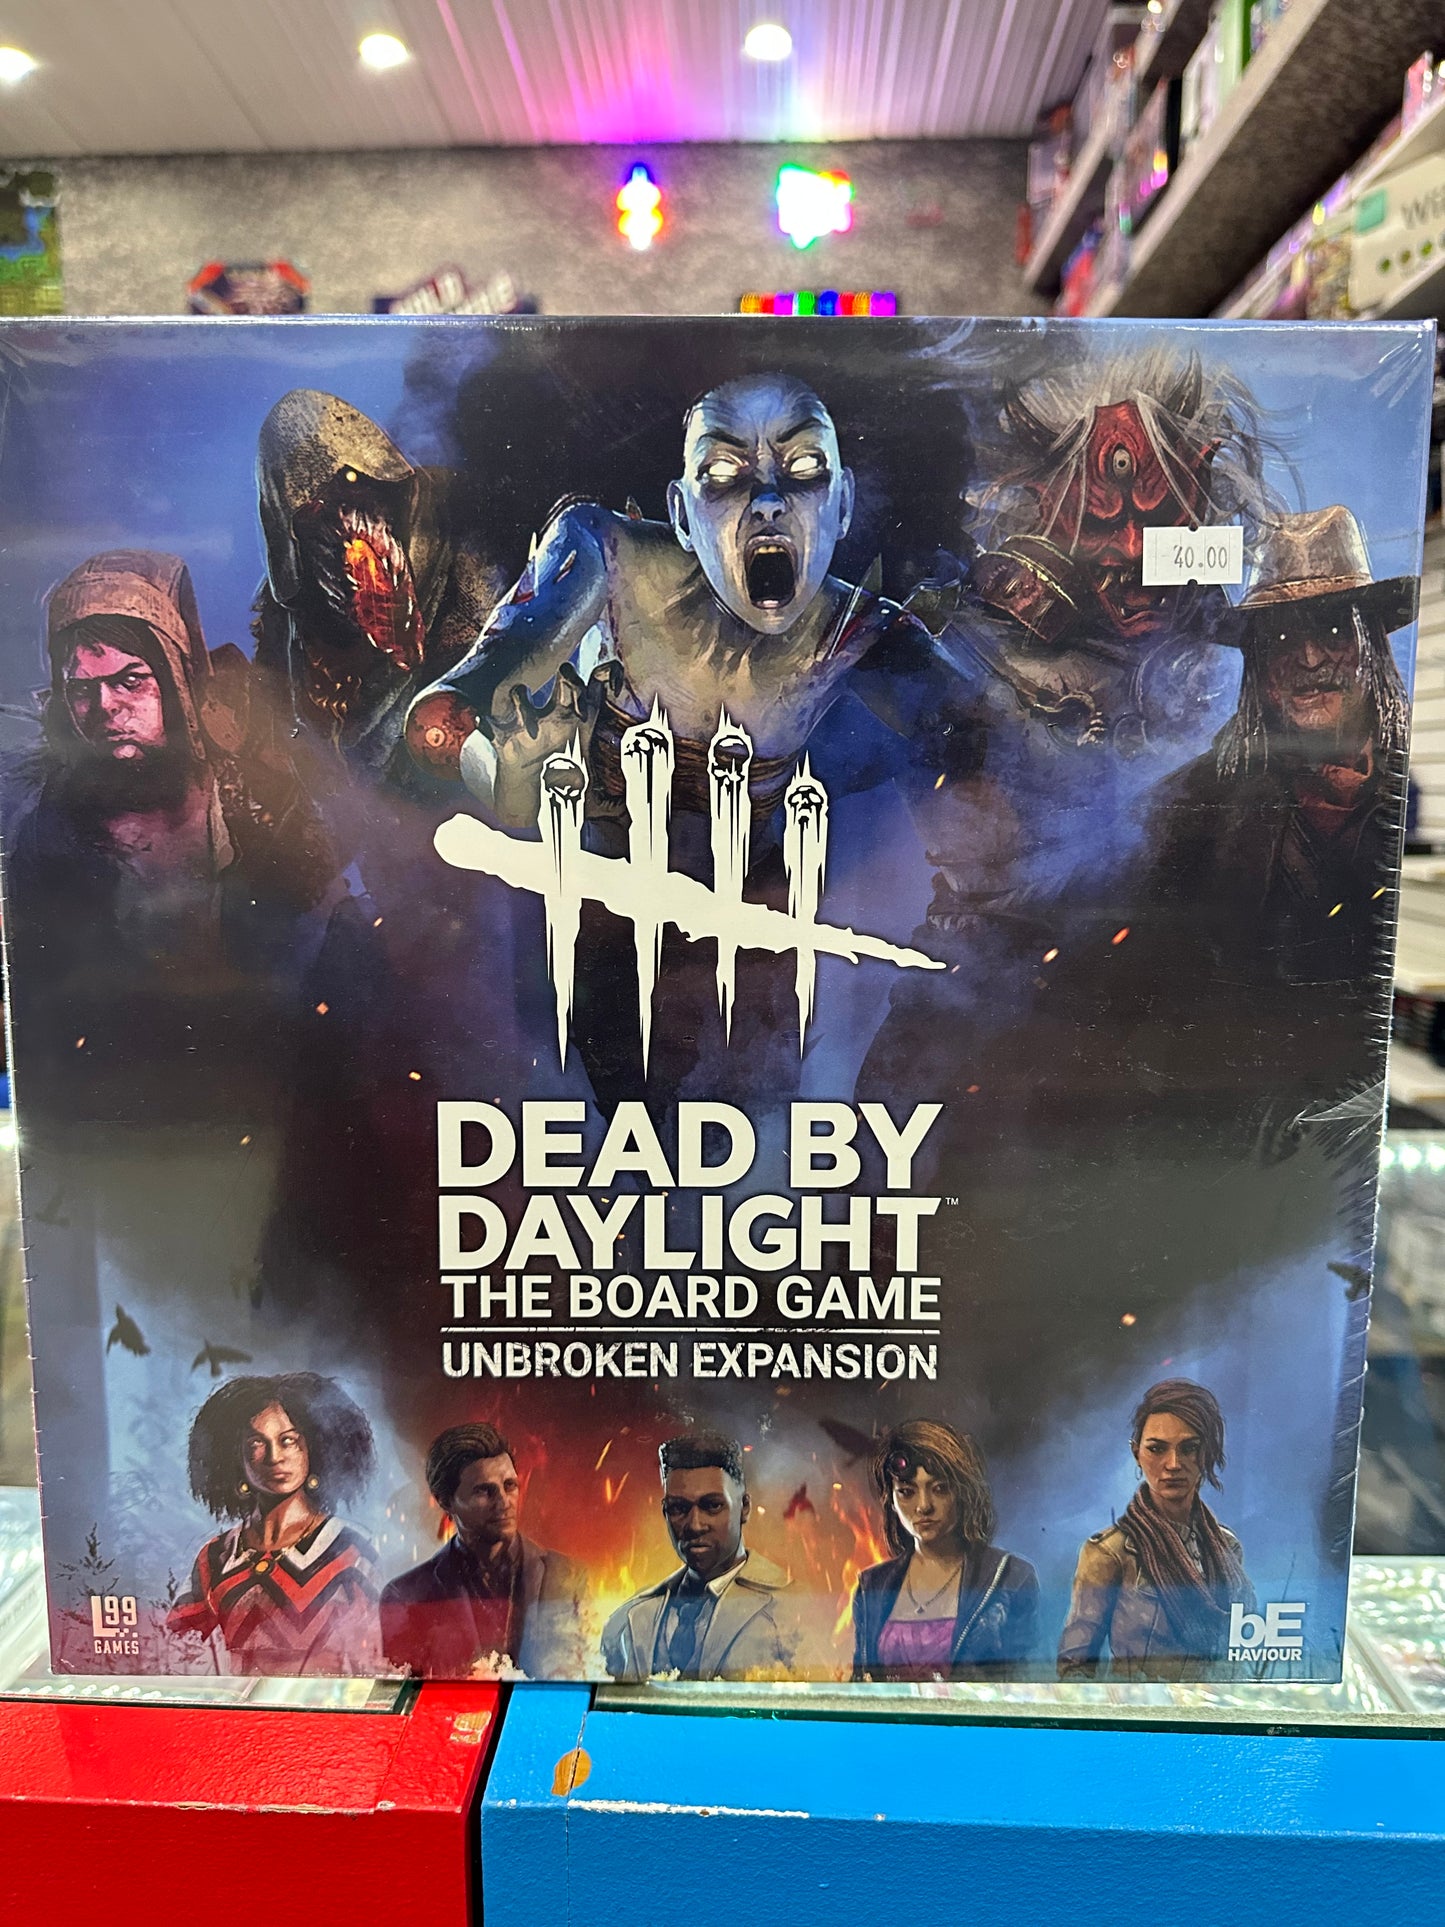 40.00
DEAD BY
DAYLIGHT™
THE BOARD GAME
UNBROKEN EXPANSION
L99
GAMES
bE
HAVIOUR